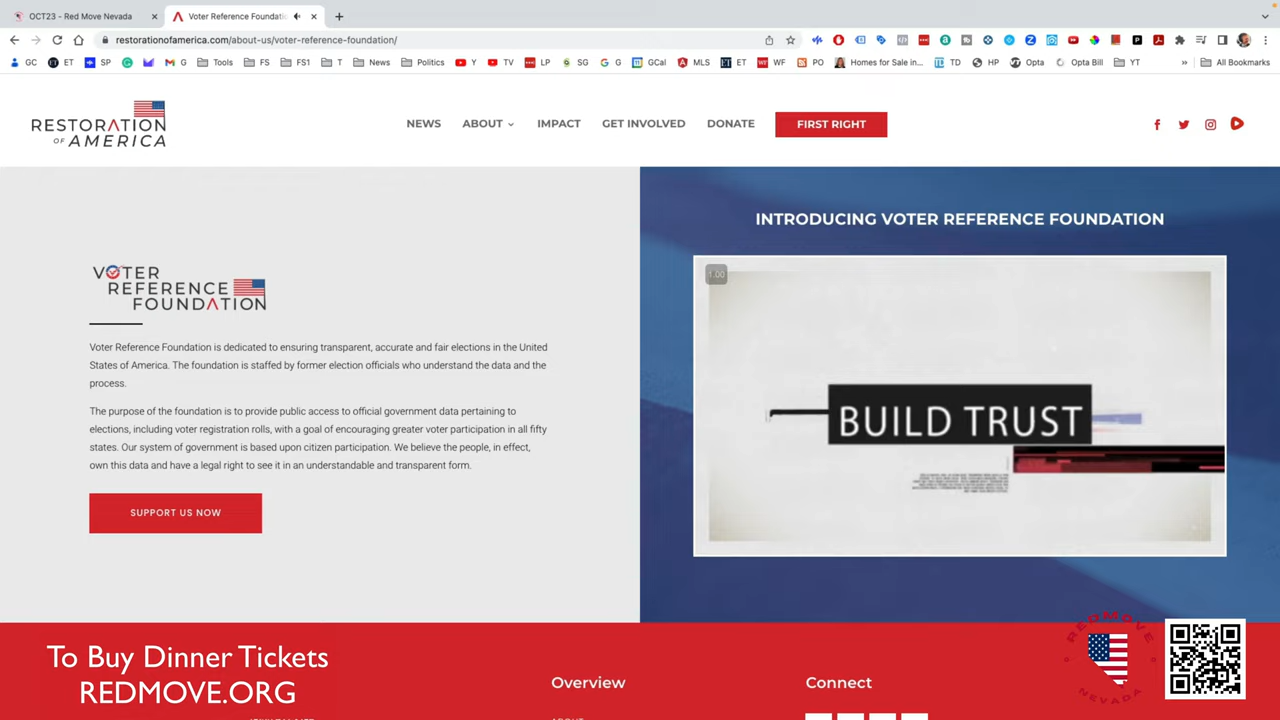 OCT23 - Red Move Nevada
Voter Reference Foundatio
restorationofamerica.com/about-us/voter-reference-foundation/
GC ET SP G Tools FS FS1 T News Politics Y TV LP SG G GCal MLS ET WF PO Homes for Sale in... TD HP Opta Opta Bill YT » All Bookmarks
RESTORATION
OF AMERICA
NEWS ABOUT IMPACT GET INVOLVED DONATE FIRST RIGHT
VOTER
REFERENCE
FOUNDATION
Voter Reference Foundation is dedicated to ensuring transparent, accurate and fair elections in the United
States of America. The foundation is staffed by former election officials who understand the data and the
process.
The purpose of the foundation is to provide public access to official government data pertaining to
elections, including voter registration rolls, with a goal of encouraging greater voter participation in all fifty
states. Our system of government is based upon citizen participation. We believe the people, in effect,
own this data and have a legal right to see it in an understandable and transparent form.
SUPPORT US NOW
INTRODUCING VOTER REFERENCE FOUNDATION
1.00
BUILD TRUST
To Buy Dinner Tickets
REDMOVE.ORG
Overview
Connect
REDMOVE
NEVADA